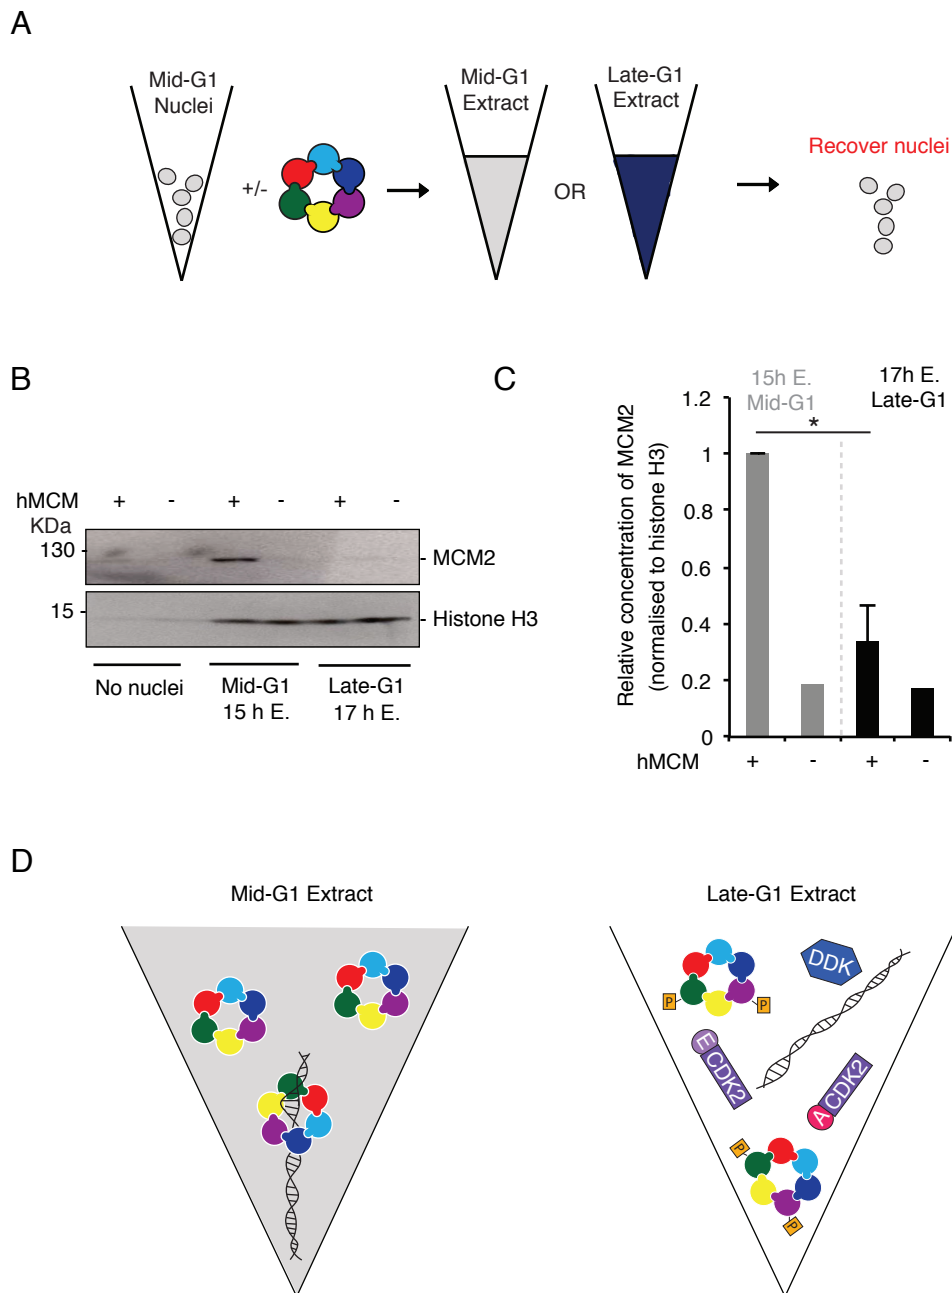 A
Mid-G1
Nuclei
+/-
Mid-G1
Extract
OR
Late-G1
Extract
Recover nuclei
B
hMCM + - + - + -
KDa
130
MCM2
15
Histone H3
No nuclei
Mid-G1
15 h E.
Late-G1
17 h E.
C
15h E.
Mid-G1
17h E.
Late-G1
Relative concentration of MCM2
(normalised to histone H3)
1.2
1
0.8
0.6
0.4
0.2
0
*
hMCM + - + -
D
Mid-G1 Extract
Late-G1 Extract
P
P
DDK
E CDK2
A CDK2
P
P